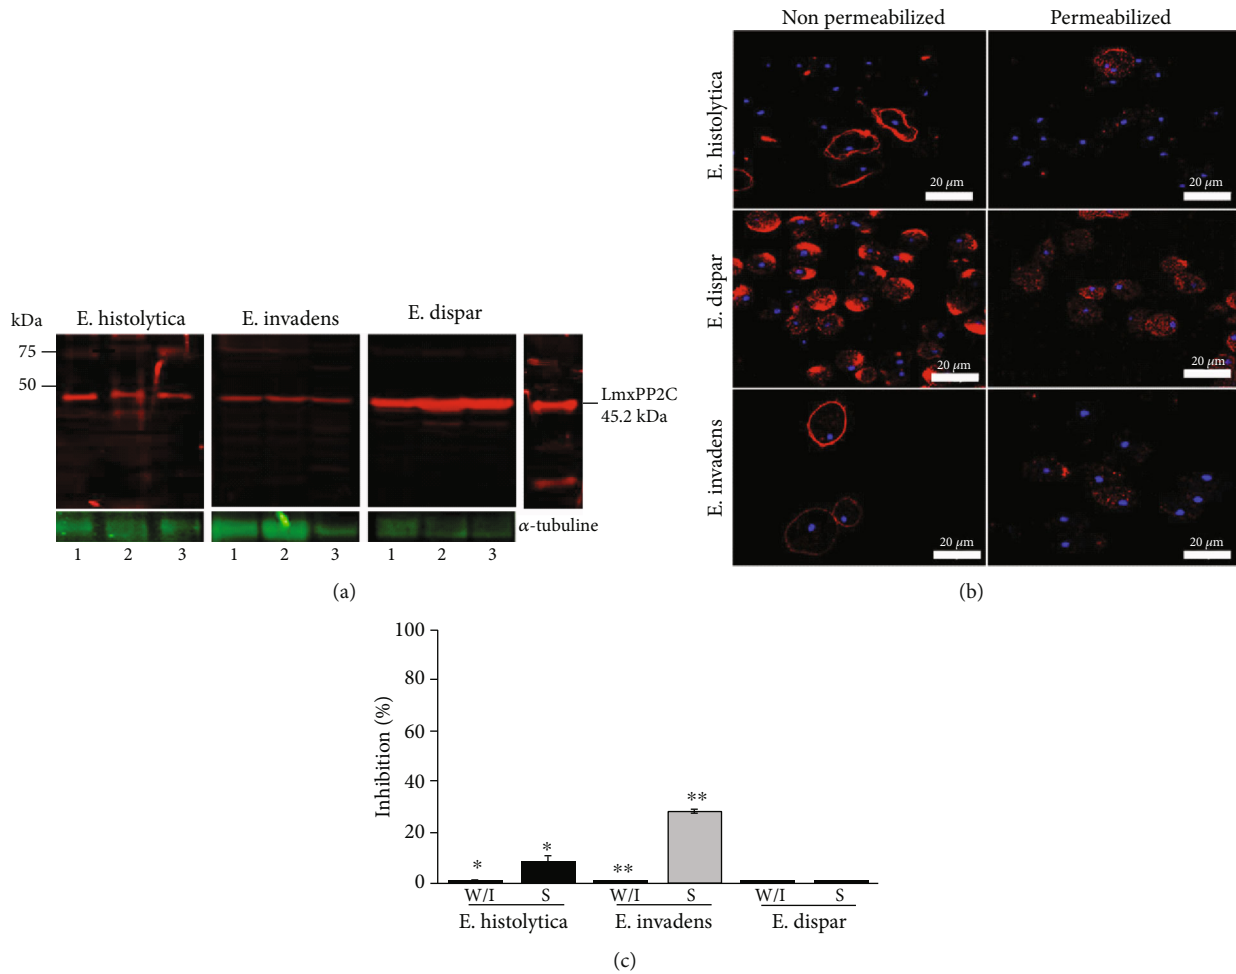 kDa
E. histolytica
E. invadens
E. dispar
75
50
LmxPP2C
45.2 kDa
α-tubuline
1 2 3 1 2 3 1 2 3
(a)
Non permeabilized Permeabilized
E. histolytica
20 µm 20 µm
E. dispar
20 µm 20 µm
E. invadens
20 µm 20 µm
(b)
Inhibition (%)
100
80
60
40
20
0
* * ** **
W/I S W/I S W/I S
E. histolytica E. invadens E. dispar
(c)